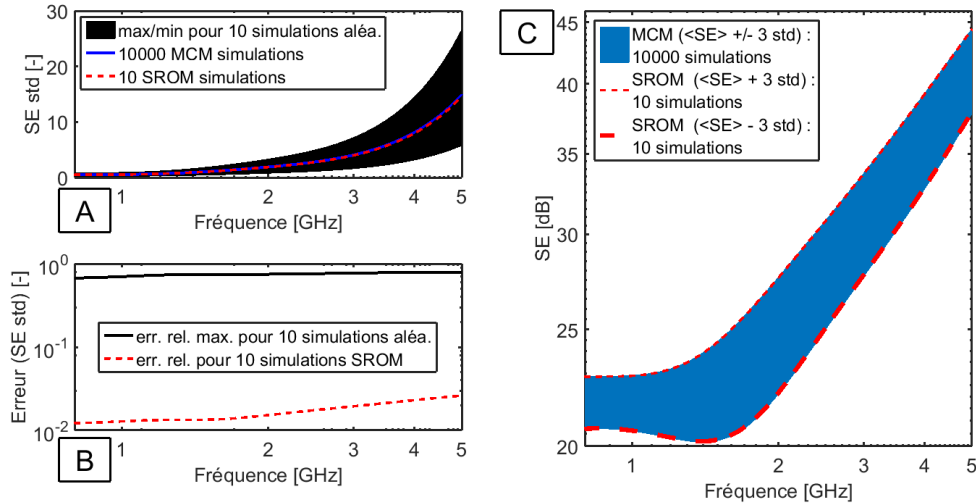 30
20
10
0
SE std [-]
max/min pour 10 simulations aléa.
10000 MCM simulations
10 SROM simulations
1
2
3
4
5
Fréquence [GHz]
A
10^0
10^-1
10^-2
Erreur (SE std) [-]
err. rel. max. pour 10 simulations aléa.
err. rel. pour 10 simulations SROM
1
2
3
4
5
Fréquence [GHz]
B
C
45
40
35
30
25
20
SE [dB]
MCM (<SE> +/- 3 std) :
10000 simulations
SROM (<SE> + 3 std) :
10 simulations
SROM (<SE> - 3 std) :
10 simulations
1
2
3
4
5
Fréquence [GHz]